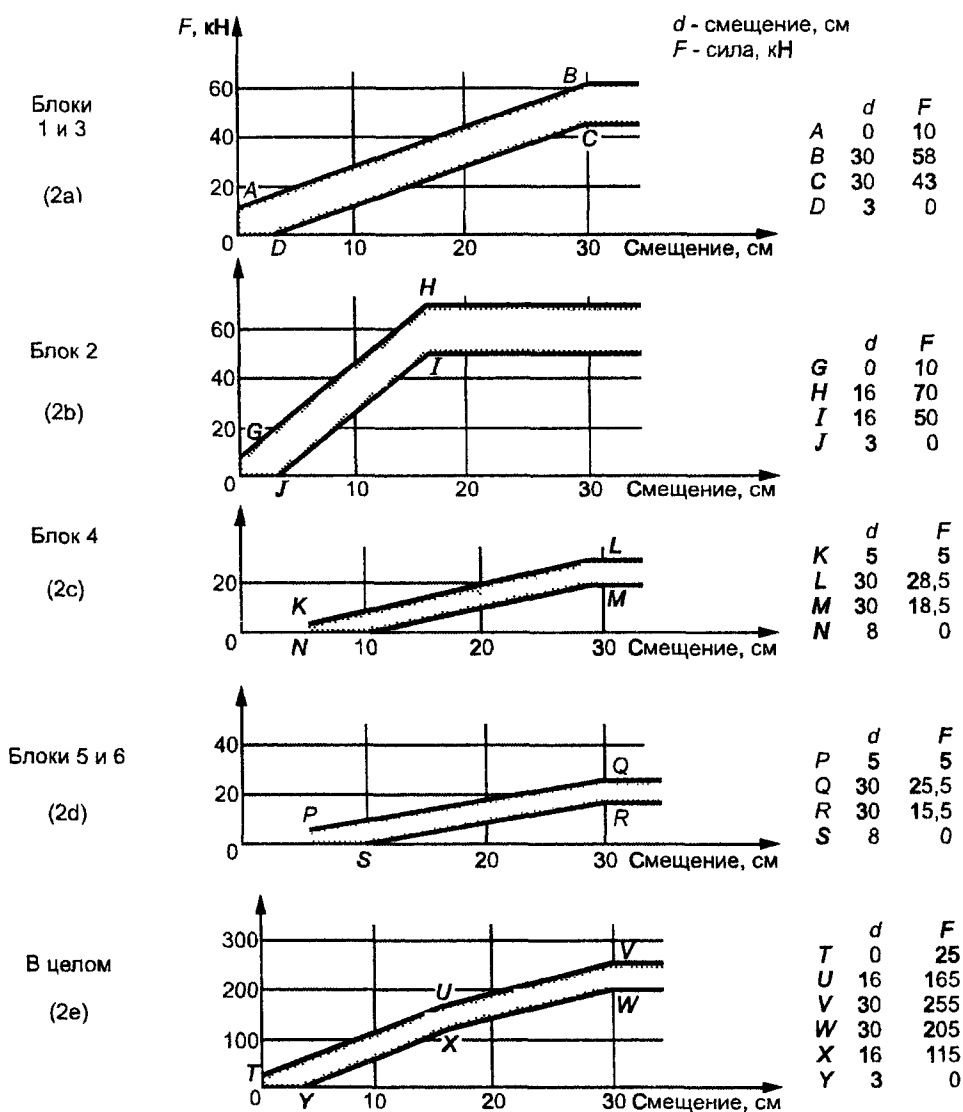 F, кН
d - смещение, см
F - сила, кН
Блоки
1 и 3
(2a)
60
40
20
0
A
B
C
D
10
20
30
Смещение, см
d F
A 0 10
B 30 58
C 30 43
D 3 0
Блок 2
(2b)
60
40
20
0
G
H
I
J
10
20
30
Смещение, см
d F
G 0 10
H 16 70
I 16 50
J 3 0
Блок 4
(2c)
20
0
K
L
M
N
10
20
30
Смещение, см
d F
K 5 5
L 30 28,5
M 30 18,5
N 8 0
Блоки 5 и 6
(2d)
40
20
0
P
Q
R
S
20
30
Смещение, см
d F
P 5 5
Q 30 25,5
R 30 15,5
S 8 0
В целом
(2e)
300
200
100
0
T
U
V
W
X
Y
10
20
30
Смещение, см
d F
T 0 25
U 16 165
V 30 255
W 30 205
X 16 115
Y 3 0